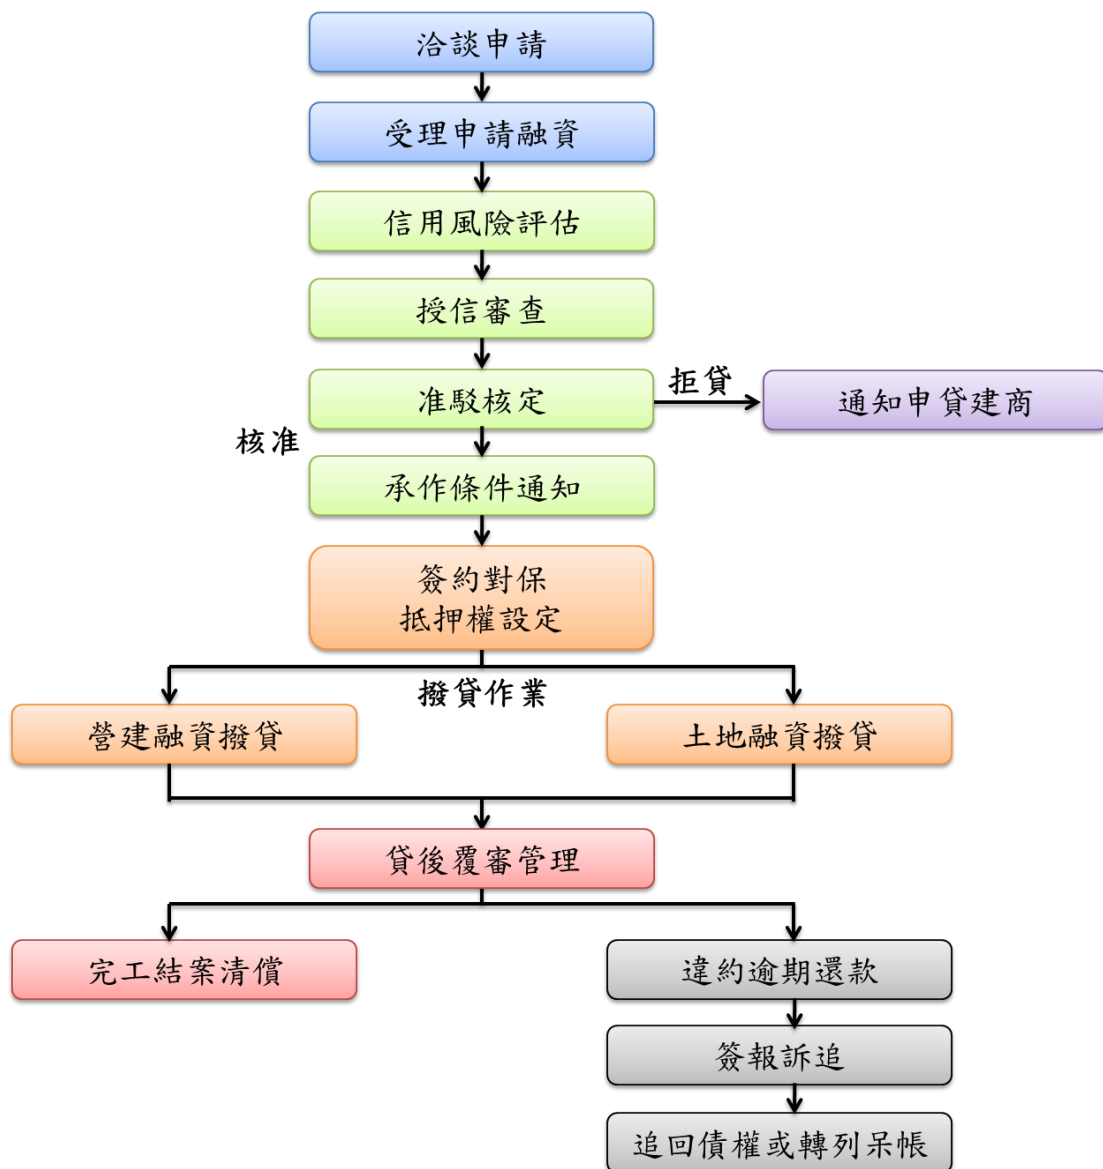 洽談申請
受理申請融資
信用風險評估
授信審查
准駁核定
拒貸
通知申貸建商
核准
承作條件通知
簽約對保
抵押權設定
撥貸作業
營建融資撥貸
土地融資撥貸
貸後覆審管理
完工結案清償
違約逾期還款
簽報訴追
追回債權或轉列呆帳